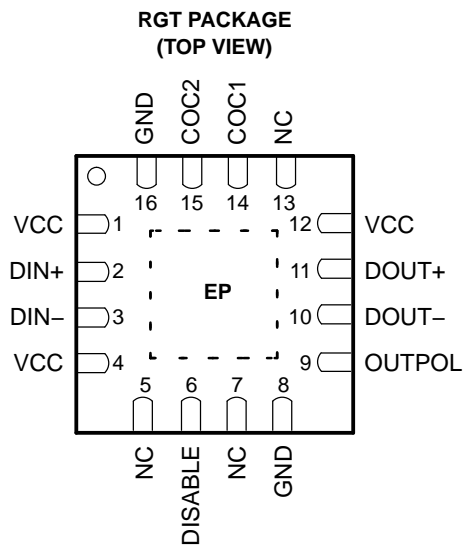 RGT PACKAGE
(TOP VIEW)
GND
COC2
COC1
NC
16
15
14
13
VCC 1
12 VCC
DIN+ 2
11 DOUT+
EP
DIN− 3
10 DOUT−
VCC 4
9 OUTPOL
5
6
7
8
NC
DISABLE
NC
GND